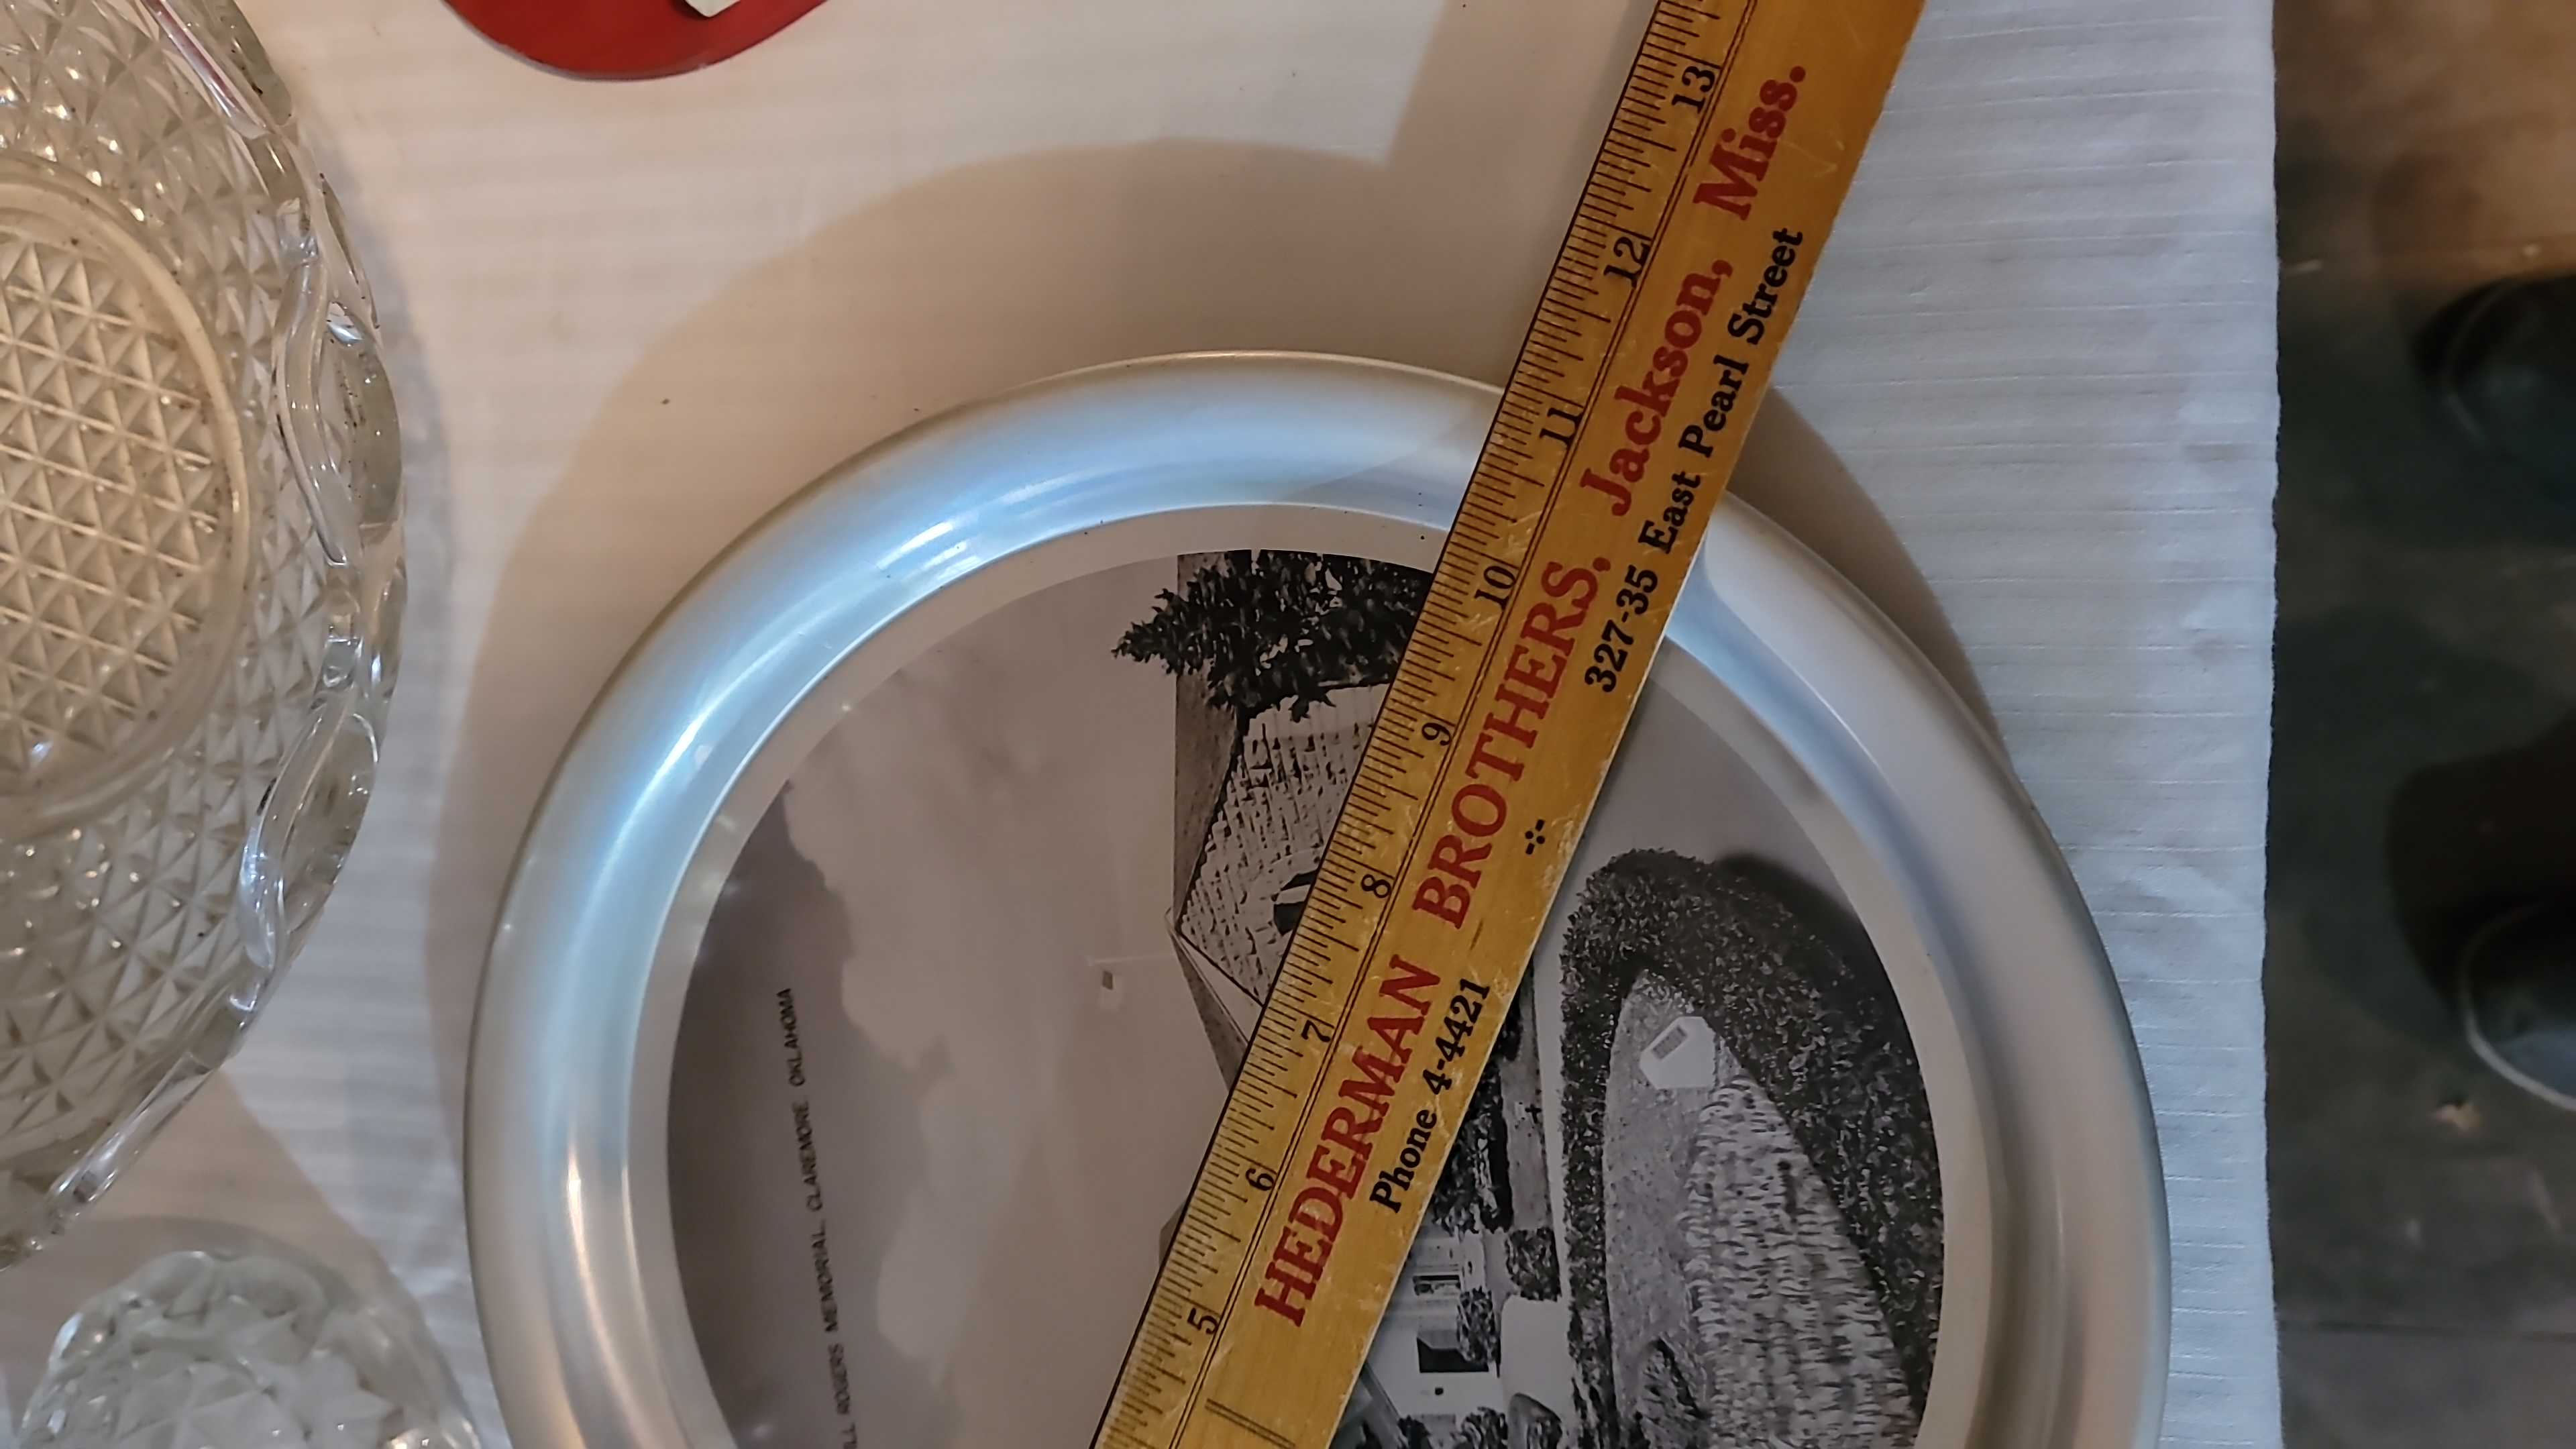 HEDERMAN BROTHERS. Jackson, Miss.
Phone 4-4421 ❖ 327-35 East Pearl Street
5 6 7 8 9 10 11 12 13
ROGERS MEMORIAL, CLAREMORE OKLAHOMA